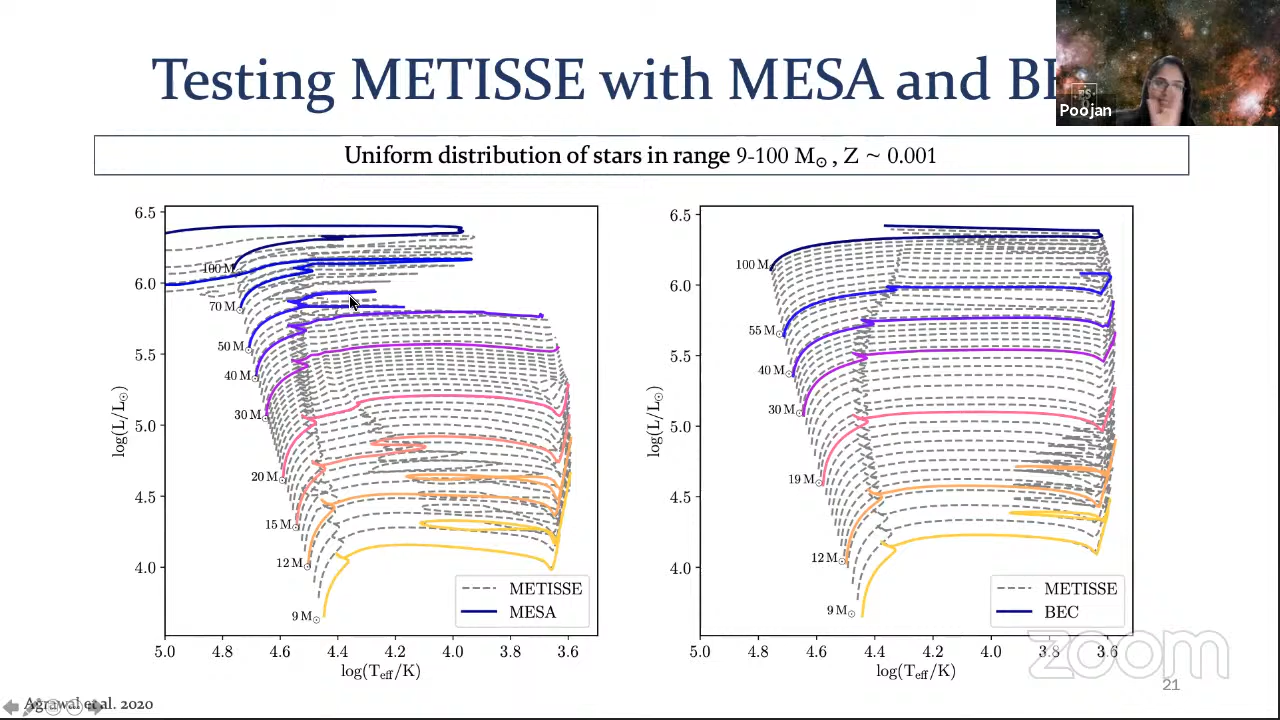 Testing METISSE with MESA and BE
Poojan
Uniform distribution of stars in range 9-100 M⊙ , Z ~ 0.001
6.5
6.0
5.5
5.0
4.5
4.0
log(L/L⊙)
100 M⊙
70 M⊙
50 M⊙
40 M⊙
30 M⊙
20 M⊙
15 M⊙
12 M⊙
9 M⊙
METISSE
MESA
5.0 4.8 4.6 4.4 4.2 4.0 3.8 3.6
log(Teff/K)
6.5
6.0
5.5
5.0
4.5
4.0
log(L/L⊙)
100 M⊙
55 M⊙
40 M⊙
30 M⊙
19 M⊙
12 M⊙
9 M⊙
METISSE
BEC
5.0 4.8 4.6 4.4 4.2 4.0 3.8 3.6
log(Teff/K)
zoom
21
Agrawal et al. 2020